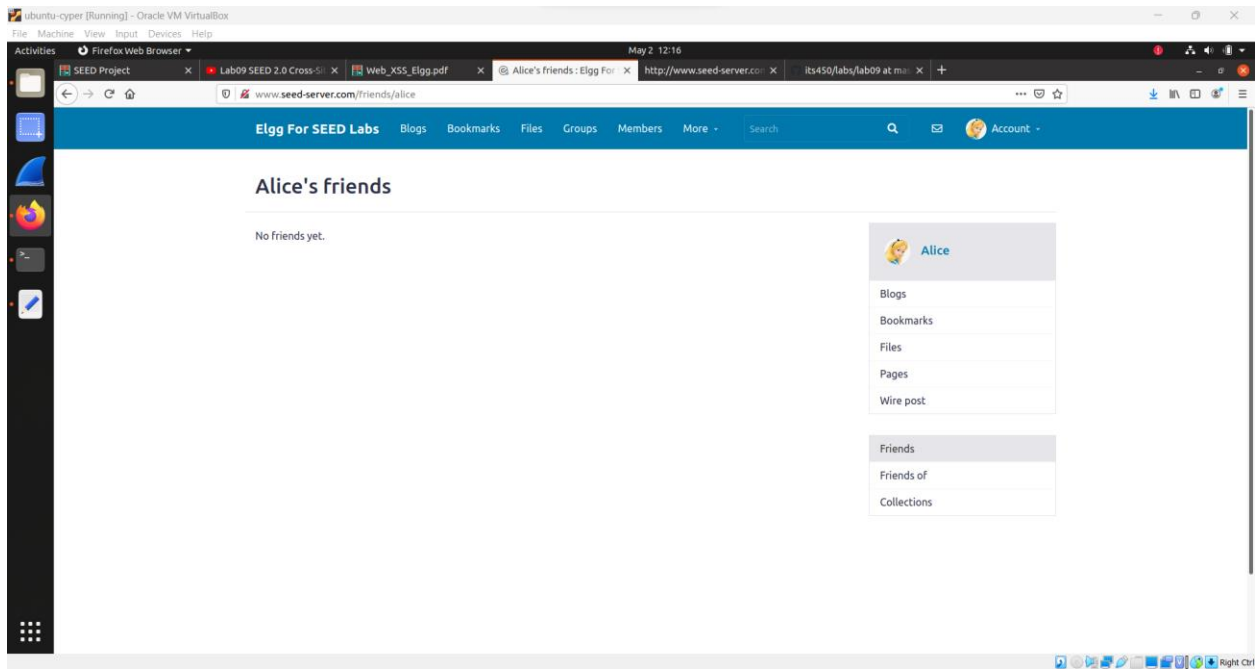 ubuntu-cyper [Running] - Oracle VM VirtualBox
File Machine View Input Devices Help
Activities Firefox Web Browser May 2 12:16
SEED Project Lab09 SEED 2.0 Cross-Si Web_XSS_Elgg.pdf Alice's friends : Elgg For http://www.seed-server.co its450/labs/lab09 at mai
www.seed-server.com/friends/alice
Elgg For SEED Labs Blogs Bookmarks Files Groups Members More Search Account
Alice's friends
No friends yet.
Alice
Blogs
Bookmarks
Files
Pages
Wire post
Friends
Friends of
Collections
Right Ctrl